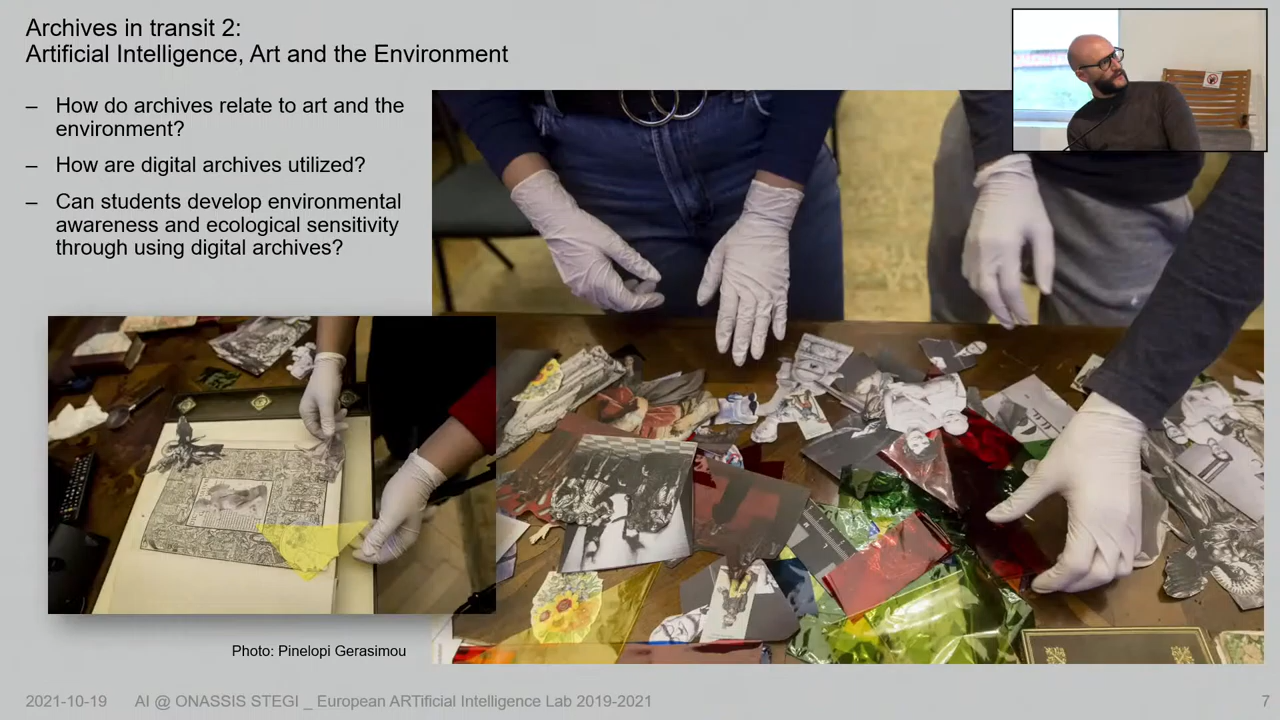 Archives in transit 2:
Artificial Intelligence, Art and the Environment
– How do archives relate to art and the
environment?
– How are digital archives utilized?
– Can students develop environmental
awareness and ecological sensitivity
through using digital archives?
Photo: Pinelopi Gerasimou
2021-10-19 AI @ ONASSIS STEGI _ European ARTificial Intelligence Lab 2019-2021 7